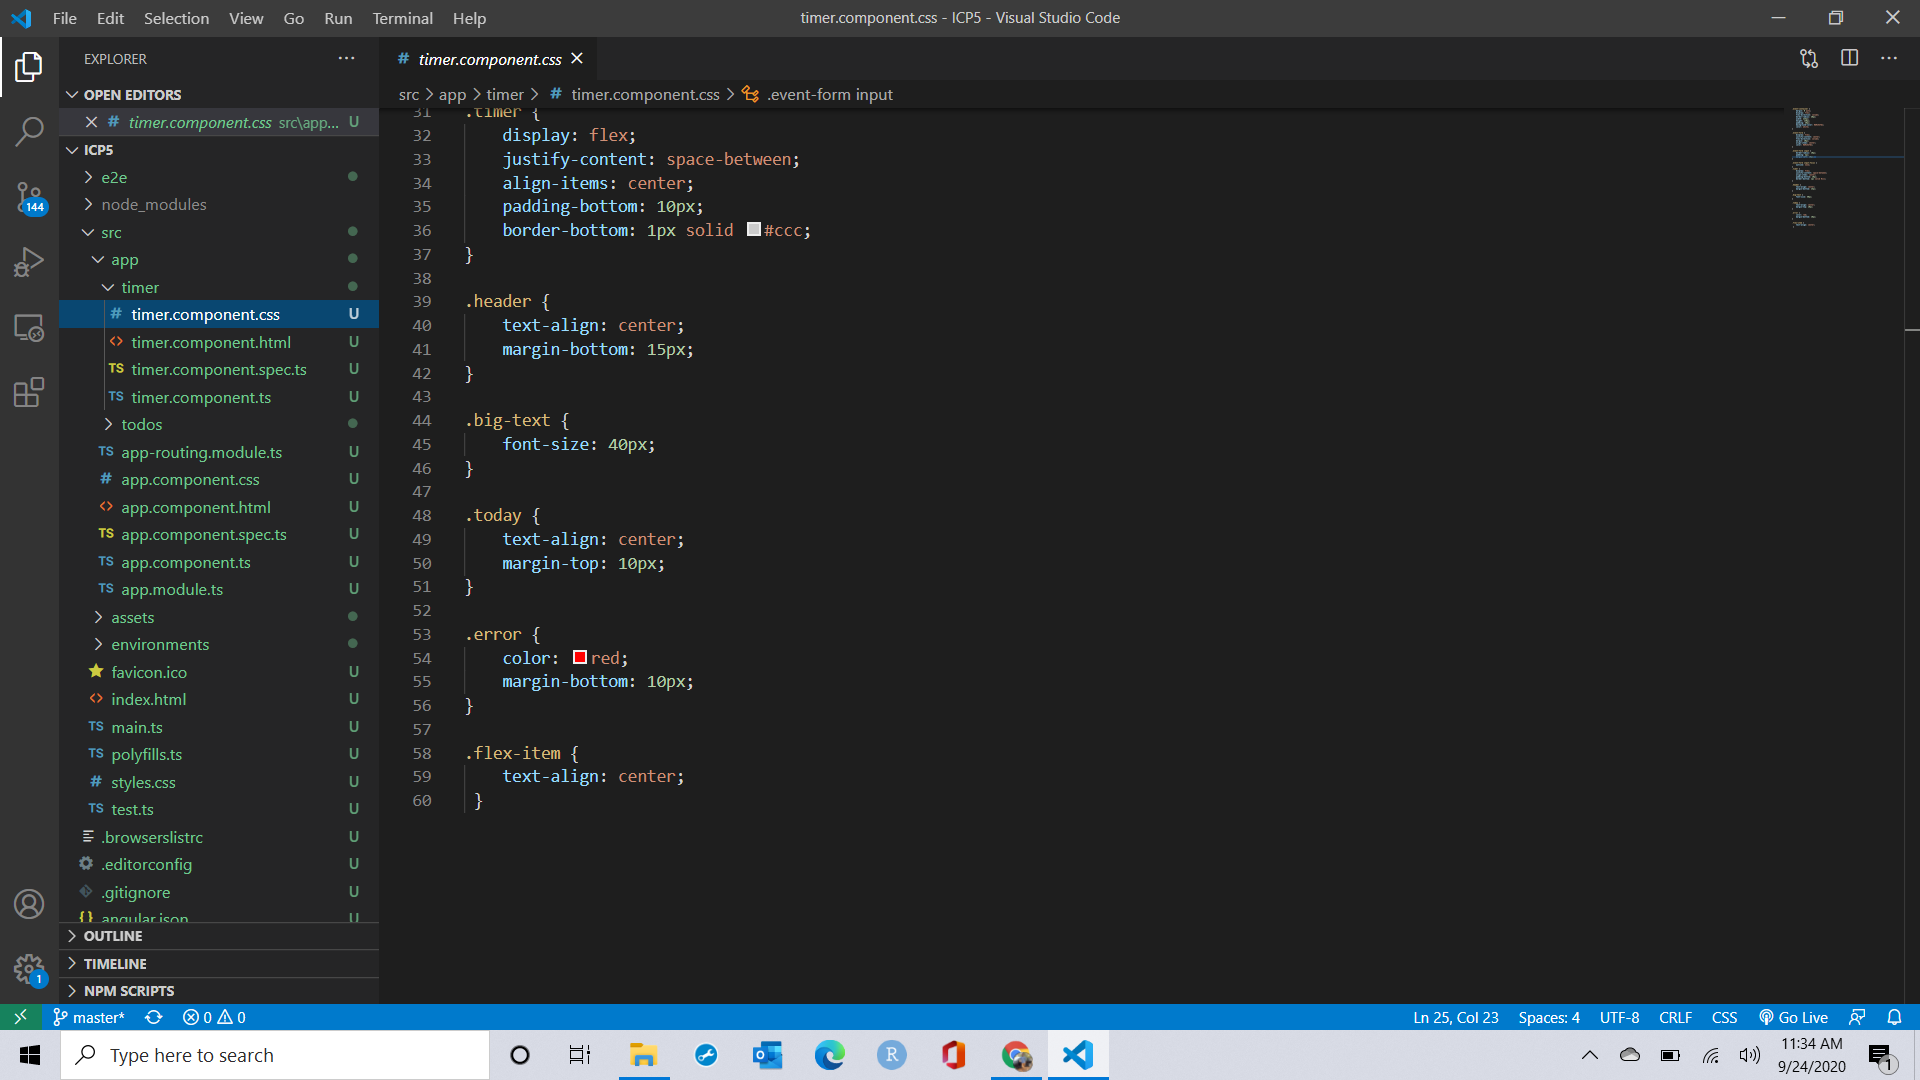 File Edit Selection View Go Run Terminal Help
timer.component.css - ICP5 - Visual Studio Code
EXPLORER
OPEN EDITORS
# timer.component.css src\app... U
ICP5
e2e
node_modules
src
app
timer
# timer.component.css U
<> timer.component.html U
TS timer.component.spec.ts U
TS timer.component.ts U
todos
TS app-routing.module.ts U
# app.component.css U
<> app.component.html U
TS app.component.spec.ts U
TS app.component.ts U
TS app.module.ts U
assets
environments
favicon.ico U
<> index.html U
TS main.ts U
TS polyfills.ts U
# styles.css U
TS test.ts U
.browserslistrc U
.editorconfig U
.gitignore U
{} angular.json U
OUTLINE
TIMELINE
NPM SCRIPTS
144
1
# timer.component.css
src > app > timer > # timer.component.css > .event-form input
31 .timer {
32 display: flex;
33 justify-content: space-between;
34 align-items: center;
35 padding-bottom: 10px;
36 border-bottom: 1px solid #ccc;
37 }
38
39 .header {
40 text-align: center;
41 margin-bottom: 15px;
42 }
43
44 .big-text {
45 font-size: 40px;
46 }
47
48 .today {
49 text-align: center;
50 margin-top: 10px;
51 }
52
53 .error {
54 color: red;
55 margin-bottom: 10px;
56 }
57
58 .flex-item {
59 text-align: center;
60 }
master* 0 0
Ln 25, Col 23 Spaces: 4 UTF-8 CRLF CSS Go Live
Type here to search
R
11:34 AM
9/24/2020
1